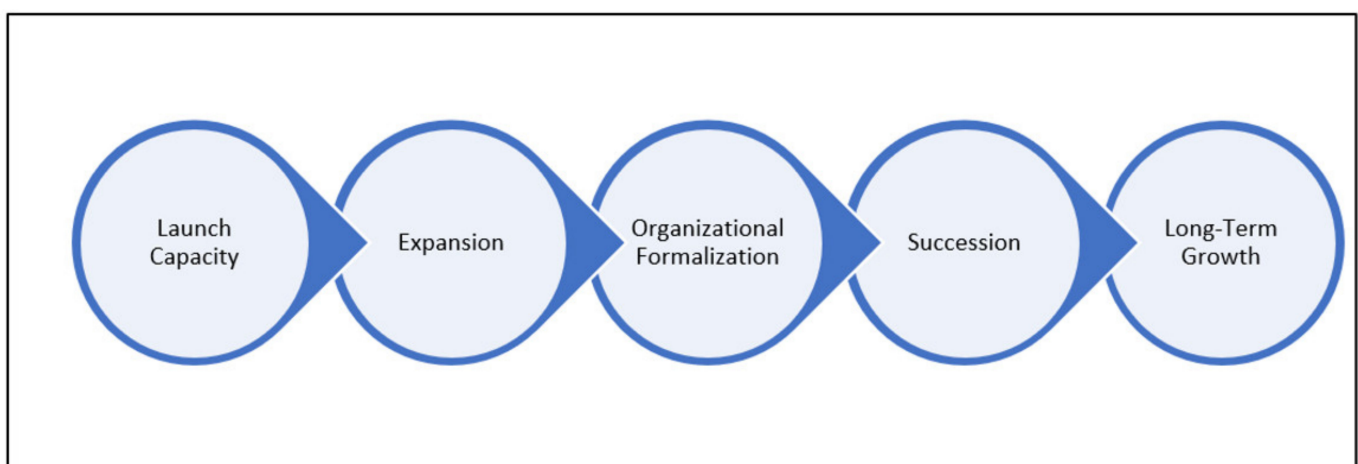 Launch
Capacity
Expansion
Organizational
Formalization
Succession
Long-Term
Growth